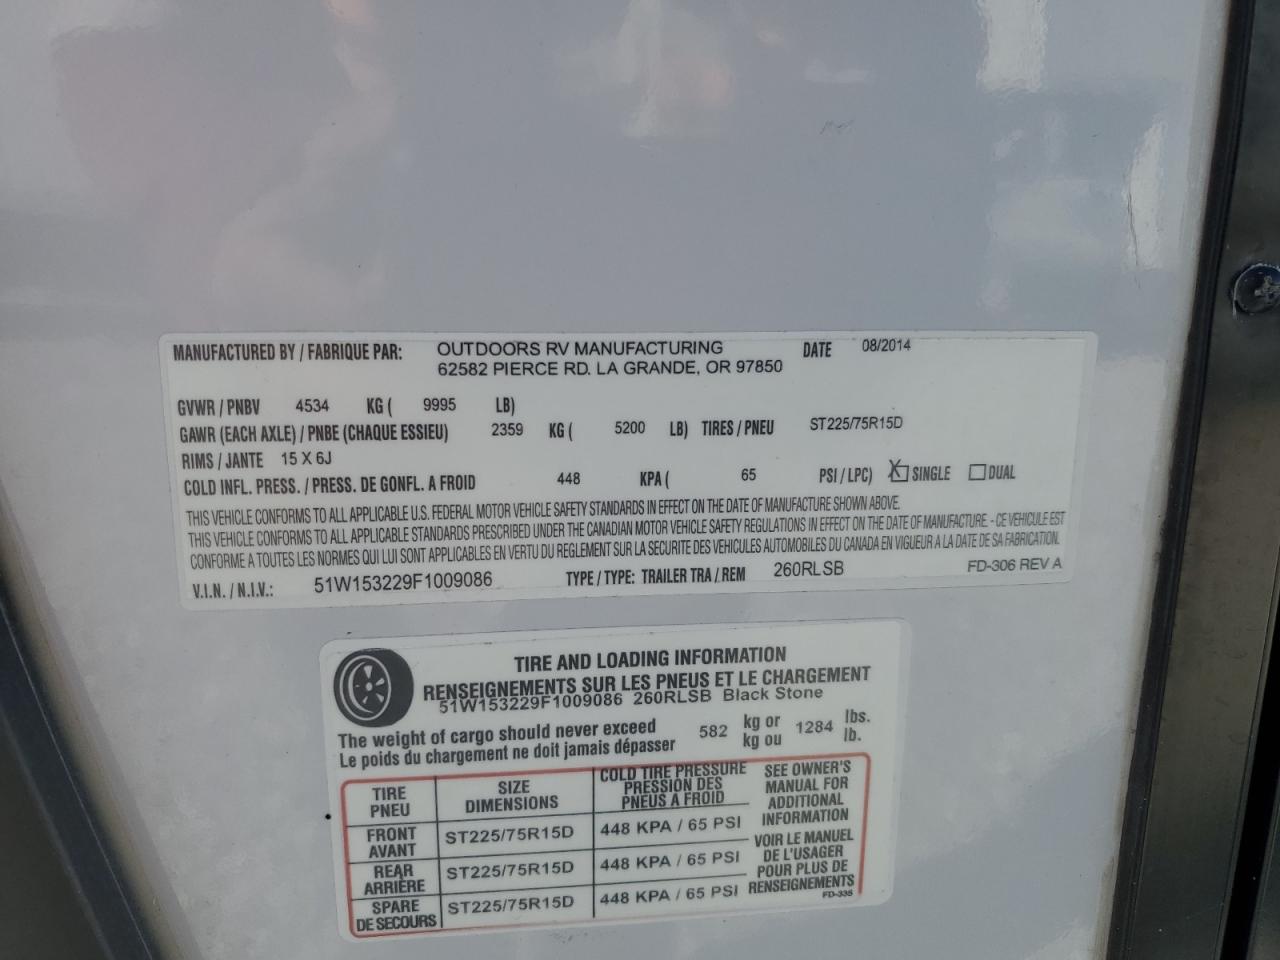 MANUFACTURED BY / FABRIQUE PAR: OUTDOORS RV MANUFACTURING DATE 08/2014
62582 PIERCE RD. LA GRANDE, OR 97850
GVWR / PNBV 4534 KG ( 9995 LB)
GAWR (EACH AXLE) / PNBE (CHAQUE ESSIEU) 2359 KG ( 5200 LB) TIRES / PNEU ST225/75R15D
RIMS / JANTE 15 X 6J
COLD INFL. PRESS. / PRESS. DE GONFL. A FROID 448 KPA ( 65 PSI / LPC) X SINGLE DUAL
THIS VEHICLE CONFORMS TO ALL APPLICABLE U.S. FEDERAL MOTOR VEHICLE SAFETY STANDARDS IN EFFECT ON THE DATE OF MANUFACTURE SHOWN ABOVE.
THIS VEHICLE CONFORMS TO ALL APPLICABLE STANDARDS PRESCRIBED UNDER THE CANADIAN MOTOR VEHICLE SAFETY REGULATIONS IN EFFECT ON THE DATE OF MANUFACTURE. - CE VEHICULE EST
CONFORME A TOUTES LES NORMES QUI LUI SONT APPLICABLES EN VERTU DU REGLEMENT SUR LA SECURITE DES VEHICULES AUTOMOBILES DU CANADA EN VIGUEUR A LA DATE DE SA FABRICATION.
V.I.N. / N.I.V.: 51W153229F1009086 TYPE / TYPE: TRAILER TRA / REM 260RLSB FD-306 REV A
TIRE AND LOADING INFORMATION
RENSEIGNEMENTS SUR LES PNEUS ET LE CHARGEMENT
51W153229F1009086 260RLSB Black Stone
The weight of cargo should never exceed 582 kg or 1284 lbs.
Le poids du chargement ne doit jamais dépasser kg ou lb.
TIRE SIZE COLD TIRE PRESSURE
PNEU DIMENSIONS PRESSION DES
PNEUS A FROID
FRONT ST225/75R15D 448 KPA / 65 PSI
AVANT
REAR ST225/75R15D 448 KPA / 65 PSI
ARRIÈRE
SPARE ST225/75R15D 448 KPA / 65 PSI
DE SECOURS
SEE OWNER'S
MANUAL FOR
ADDITIONAL
INFORMATION
VOIR LE MANUEL
DE L'USAGER
POUR PLUS DE
RENSEIGNEMENTS
FD-335